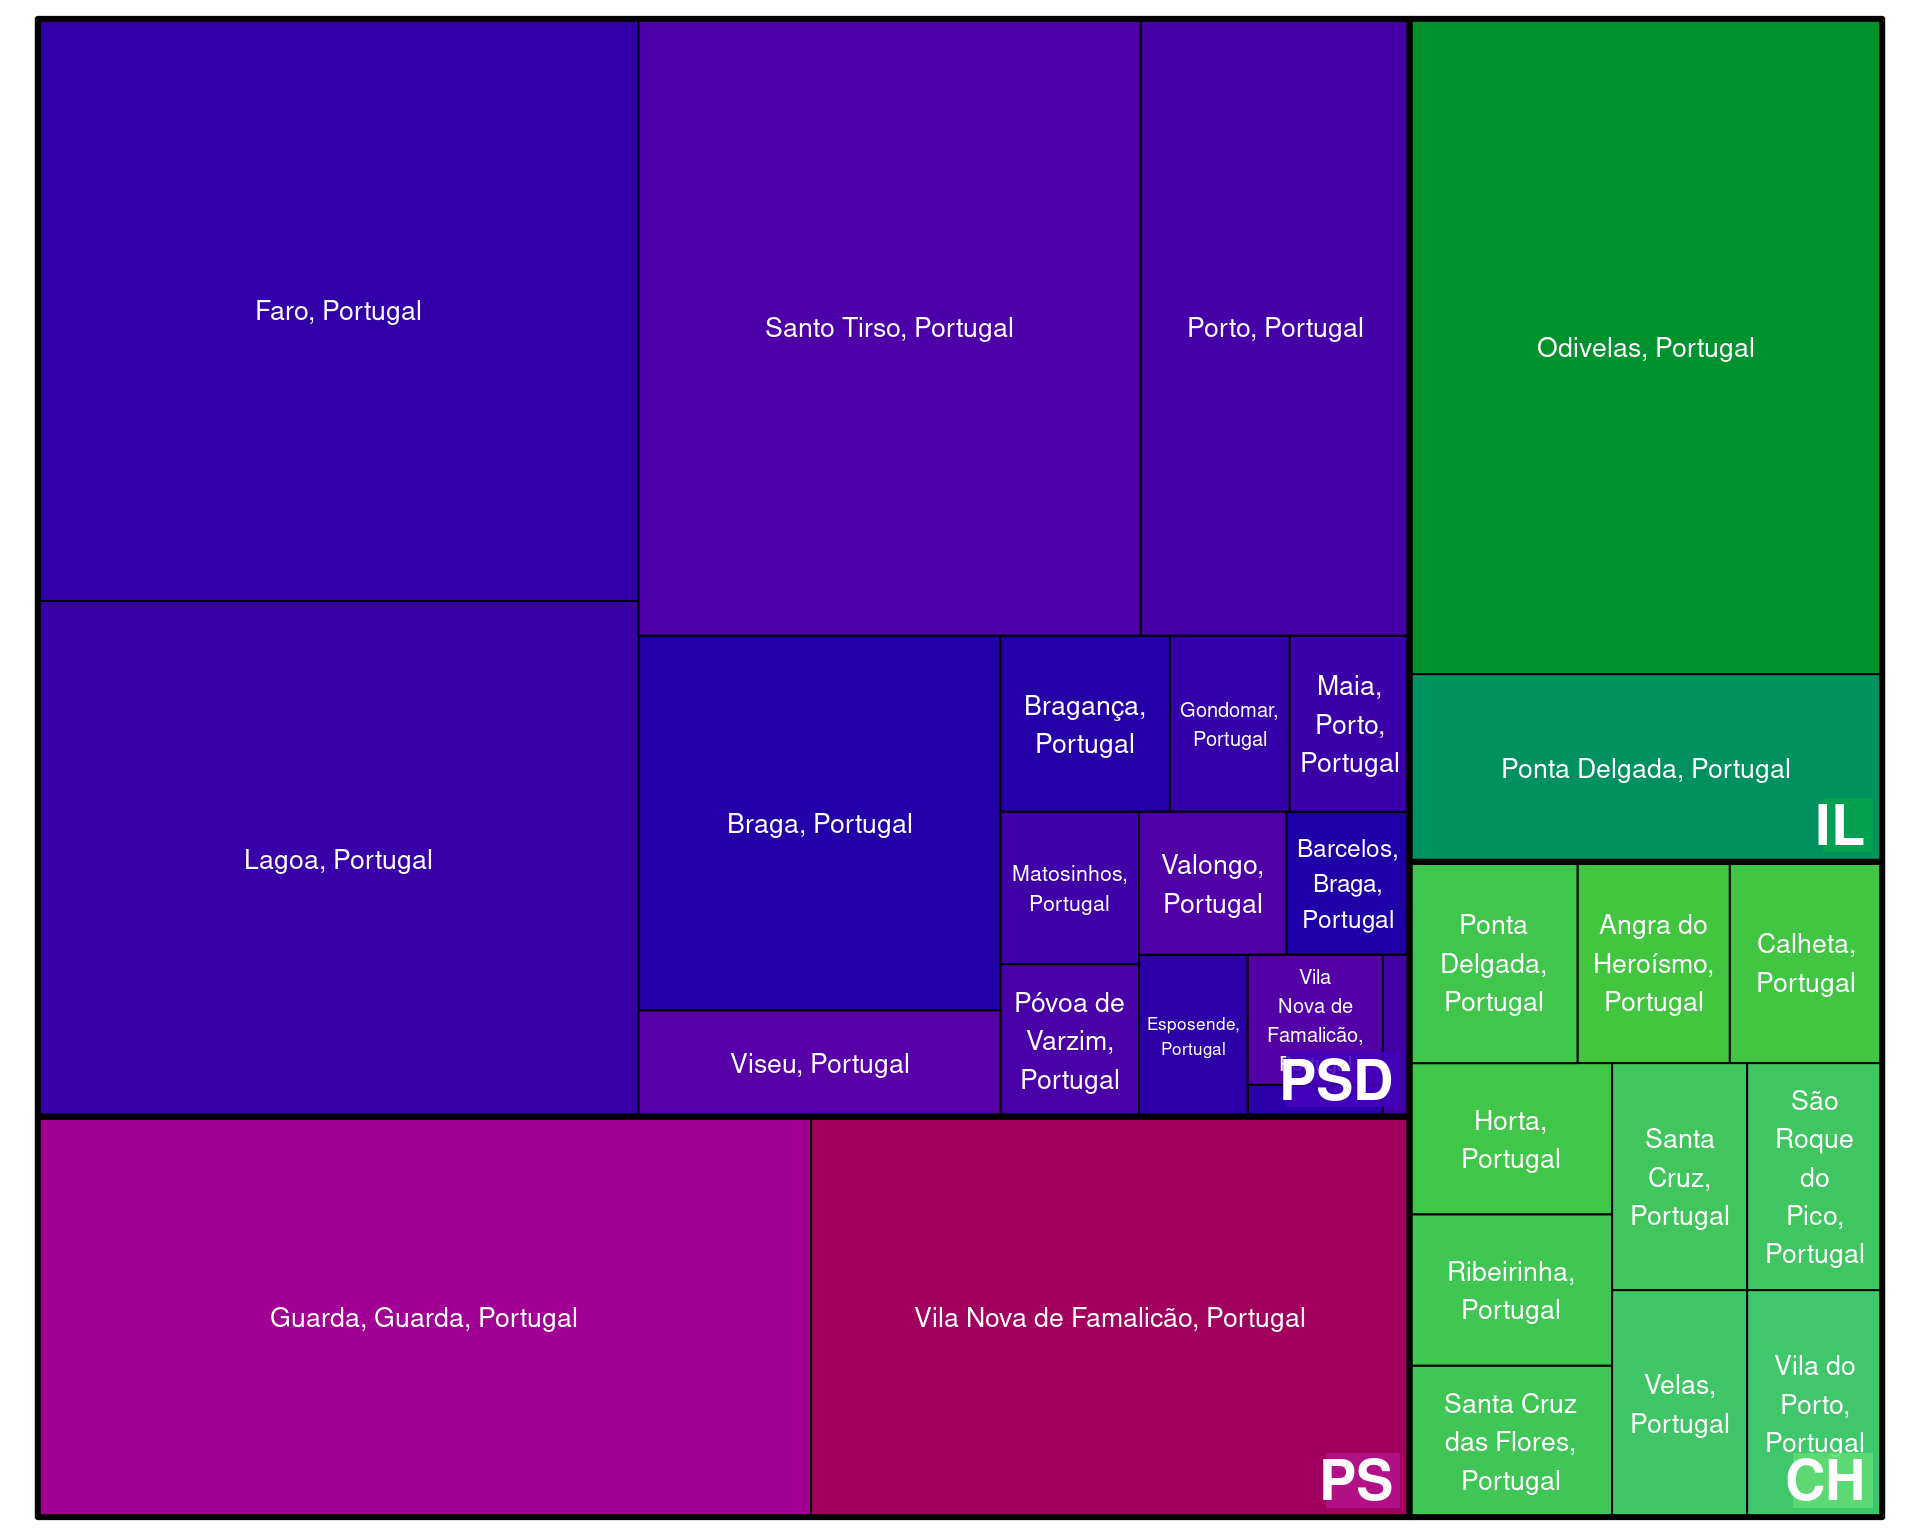 Faro, Portugal
Santo Tirso, Portugal
Porto, Portugal
Odivelas, Portugal
Lagoa, Portugal
Braga, Portugal
Bragança,
Portugal
Gondomar,
Portugal
Maia,
Porto,
Portugal
Ponta Delgada, Portugal
IL
Matosinhos,
Portugal
Valongo,
Portugal
Barcelos,
Braga,
Portugal
Viseu, Portugal
Póvoa de
Varzim,
Portugal
Esposende,
Portugal
Vila
Nova de
Famalicão,
PSD
Ponta
Delgada,
Portugal
Angra do
Heroísmo,
Portugal
Calheta,
Portugal
Horta,
Portugal
Santa
Cruz,
Portugal
São
Roque
do
Pico,
Portugal
Ribeirinha,
Portugal
Guarda, Guarda, Portugal
Vila Nova de Famalicão, Portugal
PS
Santa Cruz
das Flores,
Portugal
Velas,
Portugal
Vila do
Porto,
Portugal
CH